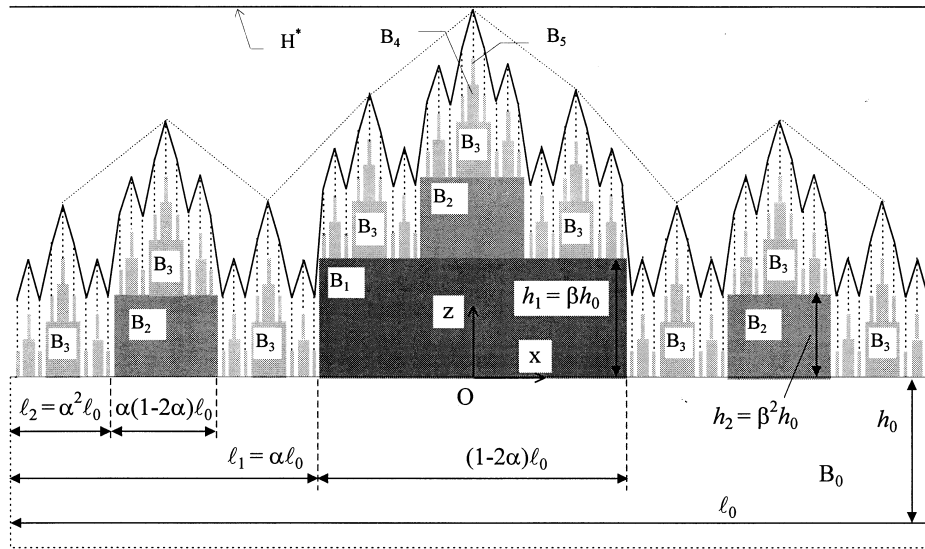 H*
B₄
B₅
B₃
B₃
B₂
B₃
B₃
B₃
B₁
h₁ = βh₀
B₃
B₂
B₃
z
B₃
B₂
B₃
x
O
ℓ₂ = α²ℓ₀
α(1-2α)ℓ₀
h₂ = β²h₀
h₀
ℓ₁ = αℓ₀
(1-2α)ℓ₀
B₀
ℓ₀